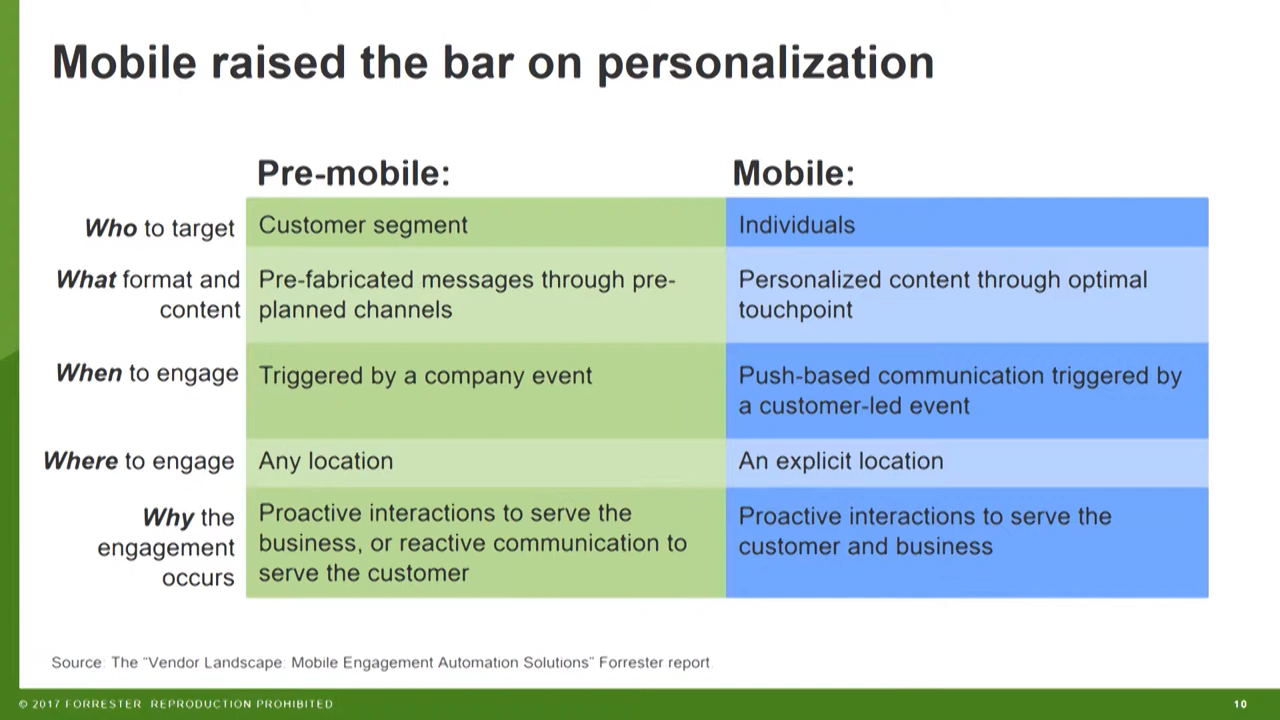 Mobile raised the bar on personalization
Pre-mobile:
Mobile:
Who to target
Customer segment
Individuals
What format and
content
Pre-fabricated messages through pre-
planned channels
Personalized content through optimal
touchpoint
When to engage
Triggered by a company event
Push-based communication triggered by
a customer-led event
Where to engage
Any location
An explicit location
Why the
engagement
occurs
Proactive interactions to serve the
business, or reactive communication to
serve the customer
Proactive interactions to serve the
customer and business
Source: The "Vendor Landscape: Mobile Engagement Automation Solutions" Forrester report
© 2017 FORRESTER REPRODUCTION PROHIBITED
10